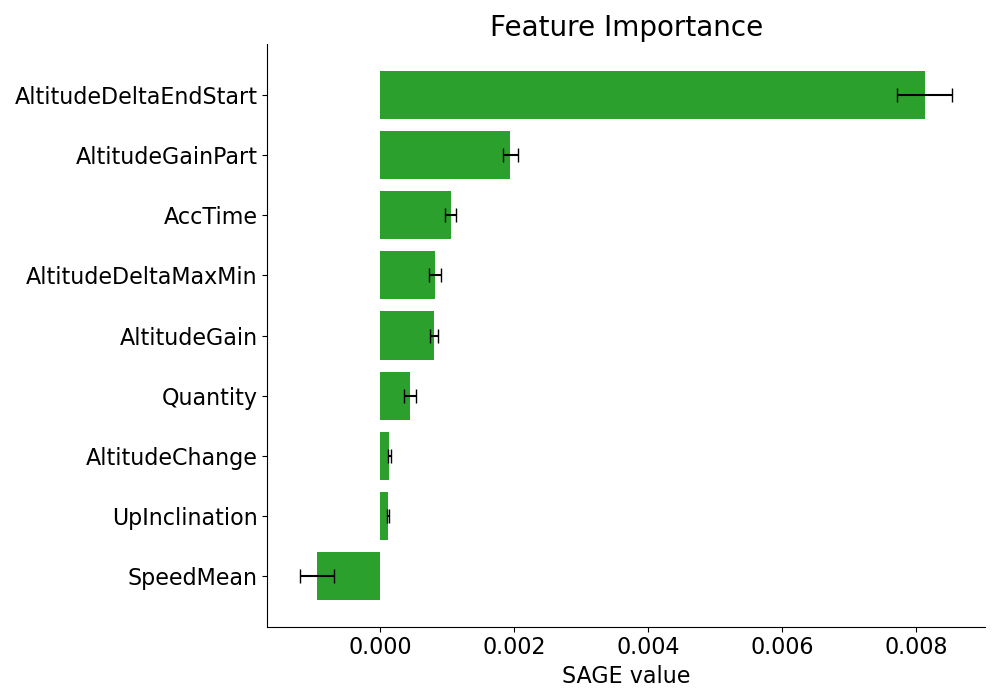 Feature Importance
AltitudeDeltaEndStart
AltitudeGainPart
AccTime
AltitudeDeltaMaxMin
AltitudeGain
Quantity
AltitudeChange
UpInclination
SpeedMean
0.000 0.002 0.004 0.006 0.008
SAGE value